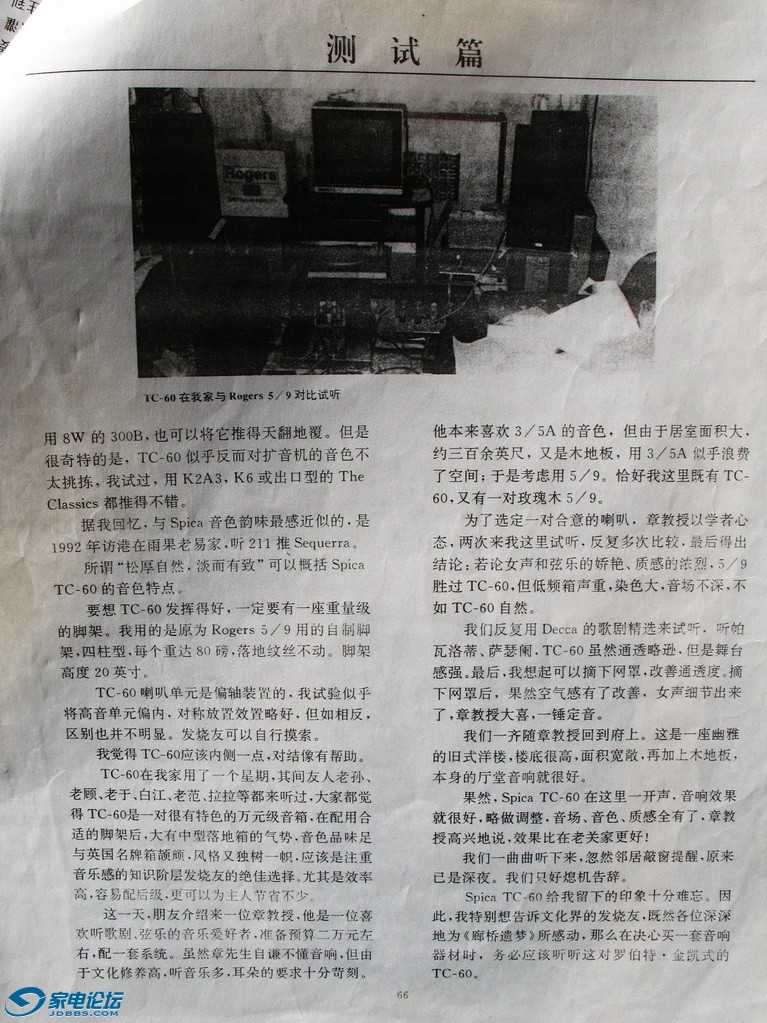 测试篇
Rogers
TC-60 在我家与 Rogers 5/9 对比试听
用 8W 的 300B，也可以将它推得天翻地覆。但是
很奇特的是，TC-60 似乎反而对扩音机的音色不
太挑拣，我试过，用 K2A3，K6 或出口型的 The
Classics 都推得不错。
据我回忆，与 Spica 音色韵味最感近似的，是
1992 年访港在雨果老易家，听 211 推 Sequerra。
所谓“松厚自然，淡而有致”可以概括 Spica
TC-60 的音色特点。
要想 TC-60 发挥得好，一定要有一座重量级
的脚架。我用的是原为 Rogers 5/9 用的自制脚
架，四柱型，每个重达 80 磅，落地纹丝不动。脚架
高度 20 英寸。
TC-60 喇叭单元是偏轴装置的，我试验似乎
将高音单元偏内，对称放置效置略好，但如相反，
区别也并不明显。发烧友可以自行摸索。
我觉得 TC-60应该内侧一点，对结像有帮助。
TC-60在我家用了一个星期，其间友人老孙、
老顾、老于、白江、老范、拉拉等都来听过，大家都觉
得 TC-60是一对很有特色的万元级音箱，在配用合
适的脚架后，大有中型落地箱的气势，音色品味足
与英国名牌箱颉颃，风格又独树一帜，应该是注重
音乐感的知识阶层发烧友的绝佳选择。尤其是效率
高，容易配后级，更可以为主人节省不少。
这一天，朋友介绍来一位章教授，他是一位喜
欢听歌剧、弦乐的音乐爱好者，准备预算二万元左
右，配一套系统。虽然章先生自谦不懂音响，但由
于文化修养高，听音乐多，耳朵的要求十分苛刻。
他本来喜欢 3/5A 的音色，但由于居室面积大，
约三百余英尺，又是木地板，用 3/5A 似乎浪费
了空间；于是考虑用 5/9。恰好我这里既有 TC-
60，又有一对玫瑰木 5/9。
为了选定一对合意的喇叭，章教授以学者心
态，两次来我这里试听，反复多次比较，最后得出
结论：若论女声和弦乐的娇艳、质感的浓烈，5/9
胜过 TC-60，但低频箱声重，染色大，音场不深，不
如 TC-60 自然。
我们反复用 Decca 的歌剧精选来试听，听帕
瓦洛蒂、萨瑟阑，TC-60 虽然通透略逊，但是舞台
感强。最后，我想起可以摘下网罩，改善通透度。摘
下网罩后，果然空气感有了改善，女声细节出来
了，章教授大喜，一锤定音。
我们一齐随章教授回到府上。这是一座幽雅
的旧式洋楼，楼底很高，面积宽敞，再加上木地板，
本身的厅堂音响就很好。
果然，Spica TC-60 在这里一开声，音响效果
就很好，略做调整，音场、音色、质感全有了，章教
授高兴地说，效果比在老关家更好！
我们一曲曲听下来，忽然邻居敲窗提醒，原来
已是深夜。我们只好熄机告辞。
Spica TC-60 给我留下的印象十分难忘。因
此，我特别想告诉文化界的发烧友，既然各位深深
地为《廊桥遗梦》所感动，那么在决心买一套音响
器材时，务必应该听听这对罗伯特·金凯式的
TC-60。
66
家电论坛
JDBBS.COM